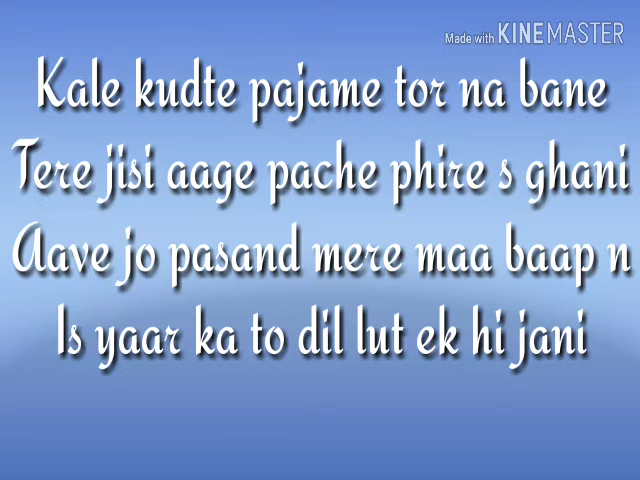 Made with KINEMASTER
Kale kudte pajame tor na bane
Tere jisi aage pache phire s ghani
Aave jo pasand mere maa baap n
Is yaar ka to dil lut ek hi jani